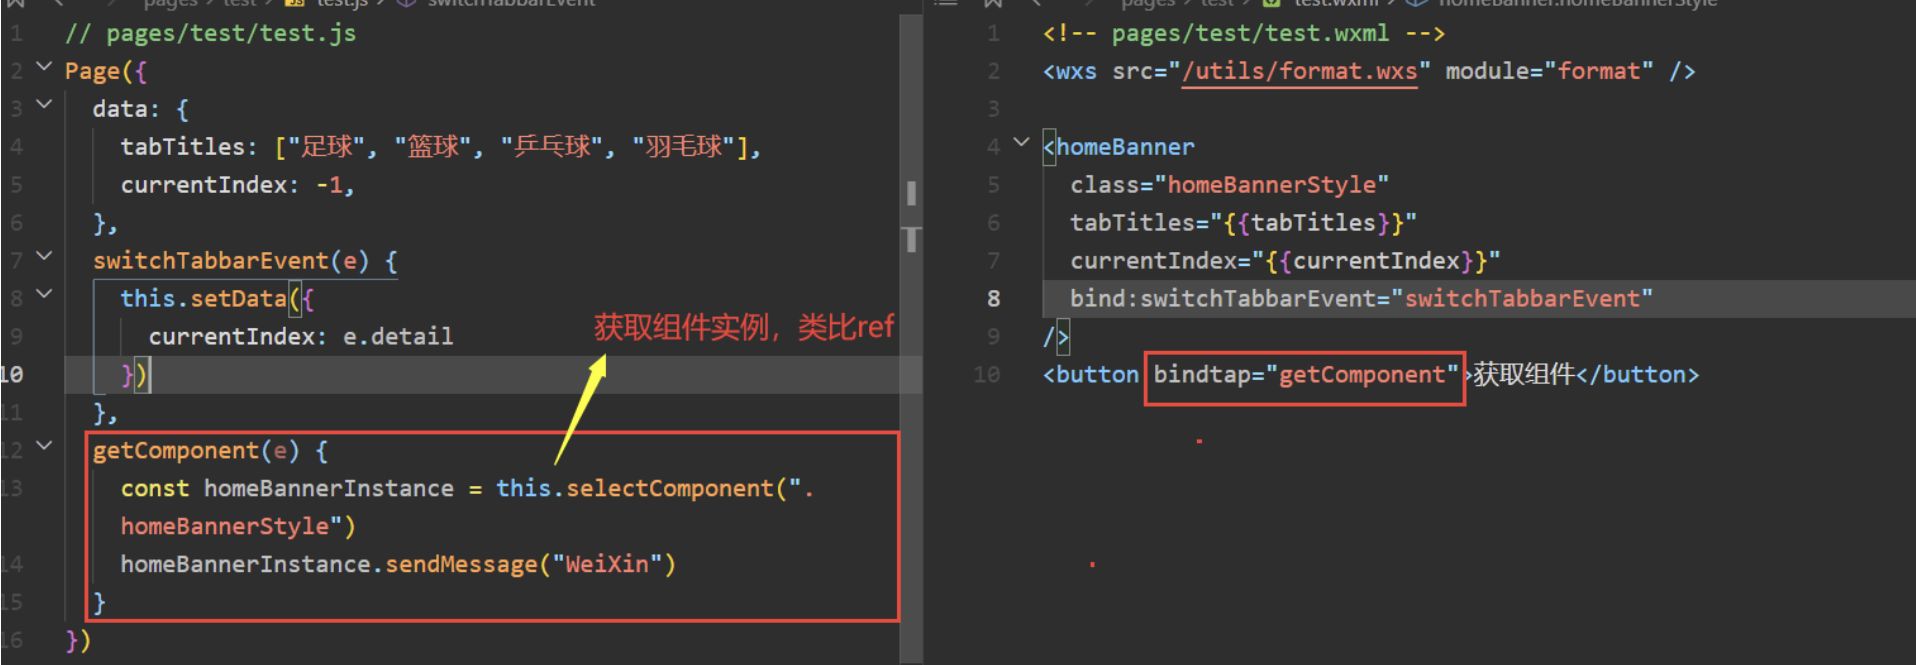 pages test test.js switchTabbarEvent
1 // pages/test/test.js
2 Page({
3 data: {
4 tabTitles: ["足球", "篮球", "乒乓球", "羽毛球"],
5 currentIndex: -1,
6 },
7 switchTabbarEvent(e) {
8 this.setData({
9 currentIndex: e.detail
10 })
11 },
12 getComponent(e) {
13 const homeBannerInstance = this.selectComponent(".
homeBannerStyle")
14 homeBannerInstance.sendMessage("WeiXin")
15 }
16 })
获取组件实例，类比ref
pages test test.wxml homeBanner.homeBannerStyle
1 <!-- pages/test/test.wxml -->
2 <wxs src="/utils/format.wxs" module="format" />
3
4 <homeBanner
5 class="homeBannerStyle"
6 tabTitles="{{tabTitles}}"
7 currentIndex="{{currentIndex}}"
8 bind:switchTabbarEvent="switchTabbarEvent"
9 />
10 <button bindtap="getComponent">获取组件</button>